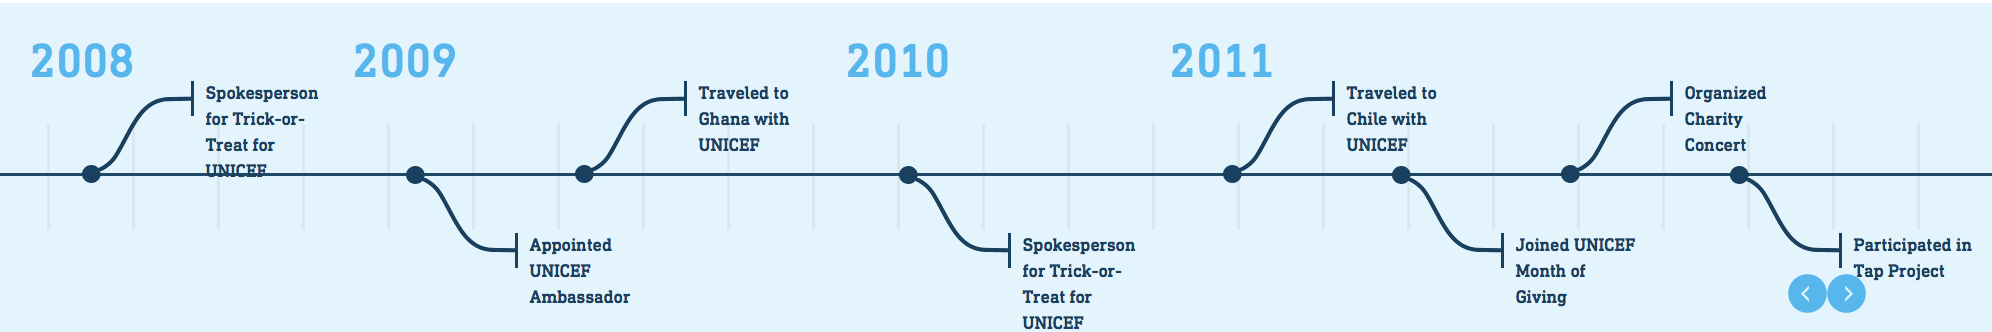 2008
Spokesperson
for Trick-or-
Treat for
UNICEF
2009
Appointed
UNICEF
Ambassador
Traveled to
Ghana with
UNICEF
2010
Spokesperson
for Trick-or-
Treat for
UNICEF
2011
Traveled to
Chile with
UNICEF
Joined UNICEF
Month of
Giving
Organized
Charity
Concert
Participated in
Tap Project